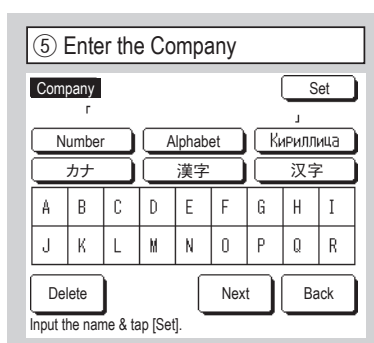 ⑤ Enter the Company
Company Set
「 」
Number Alphabet Кириллица
カナ 漢字 汉字
A B C D E F G H I
J K L M N O P Q R
Delete Next Back
Input the name & tap [Set].